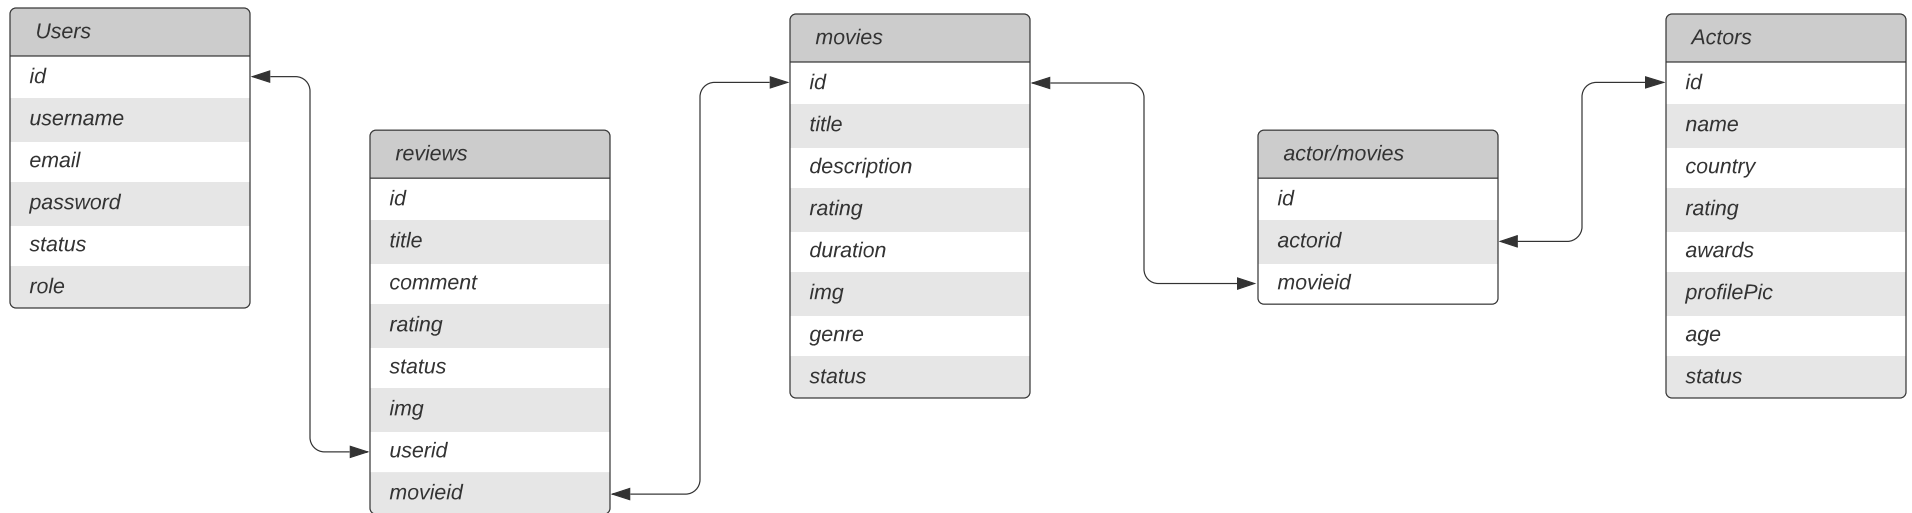 Users
id
username
email
password
status
role
reviews
id
title
comment
rating
status
img
userid
movieid
movies
id
title
description
rating
duration
img
genre
status
actor/movies
id
actorid
movieid
Actors
id
name
country
rating
awards
profilePic
age
status